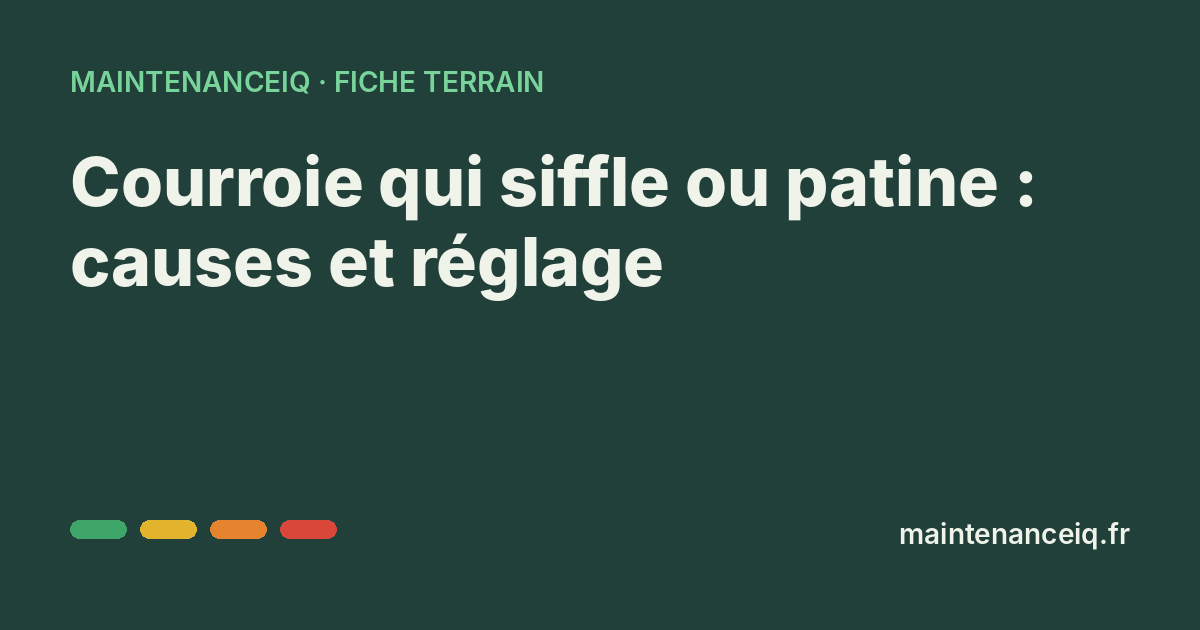 MAINTENANCEIQ · FICHE TERRAIN
Courroie qui siffle ou patine :
causes et réglage
maintenanceiq.fr